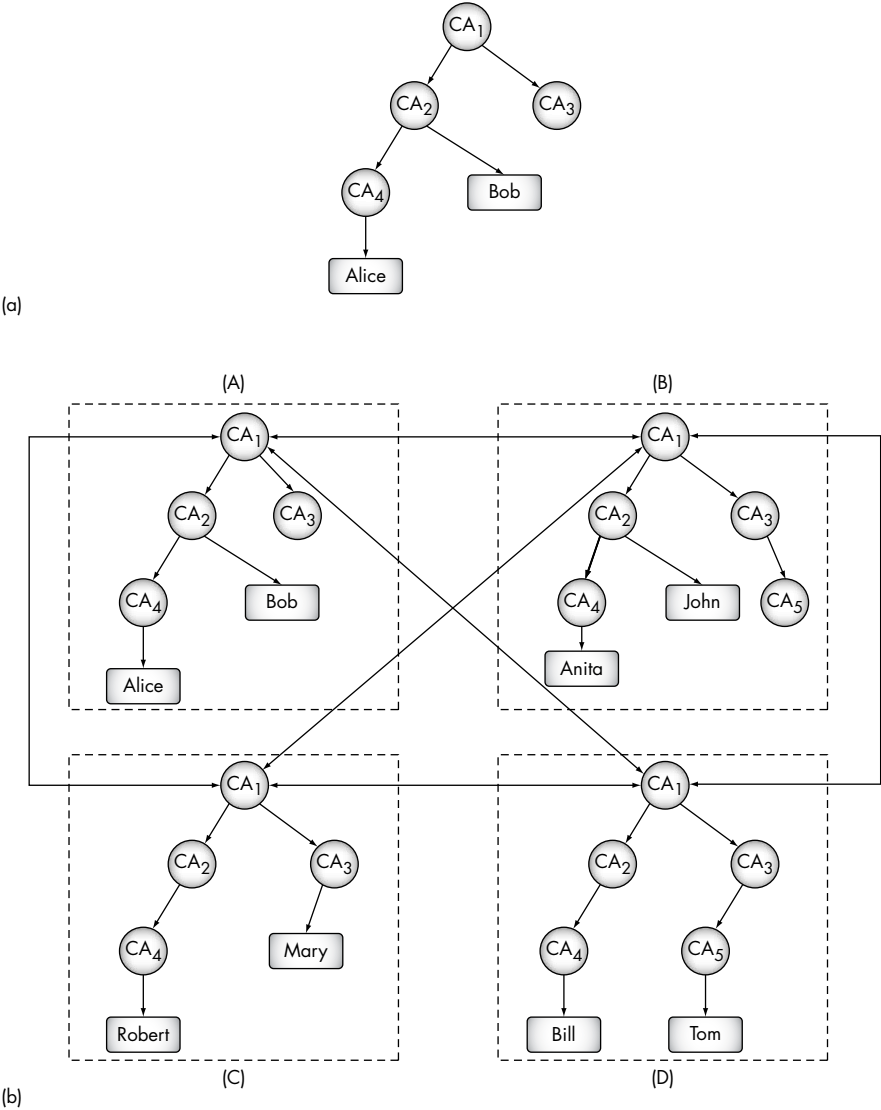 CA1
CA2
CA3
CA4
Bob
Alice
(a)
(A)
(B)
CA1
CA1
CA2
CA3
CA2
CA3
CA4
Bob
CA4
John
CA5
Alice
Anita
CA1
CA1
CA2
CA3
CA2
CA3
CA4
Mary
CA4
CA5
Robert
Bill
Tom
(C)
(D)
(b)